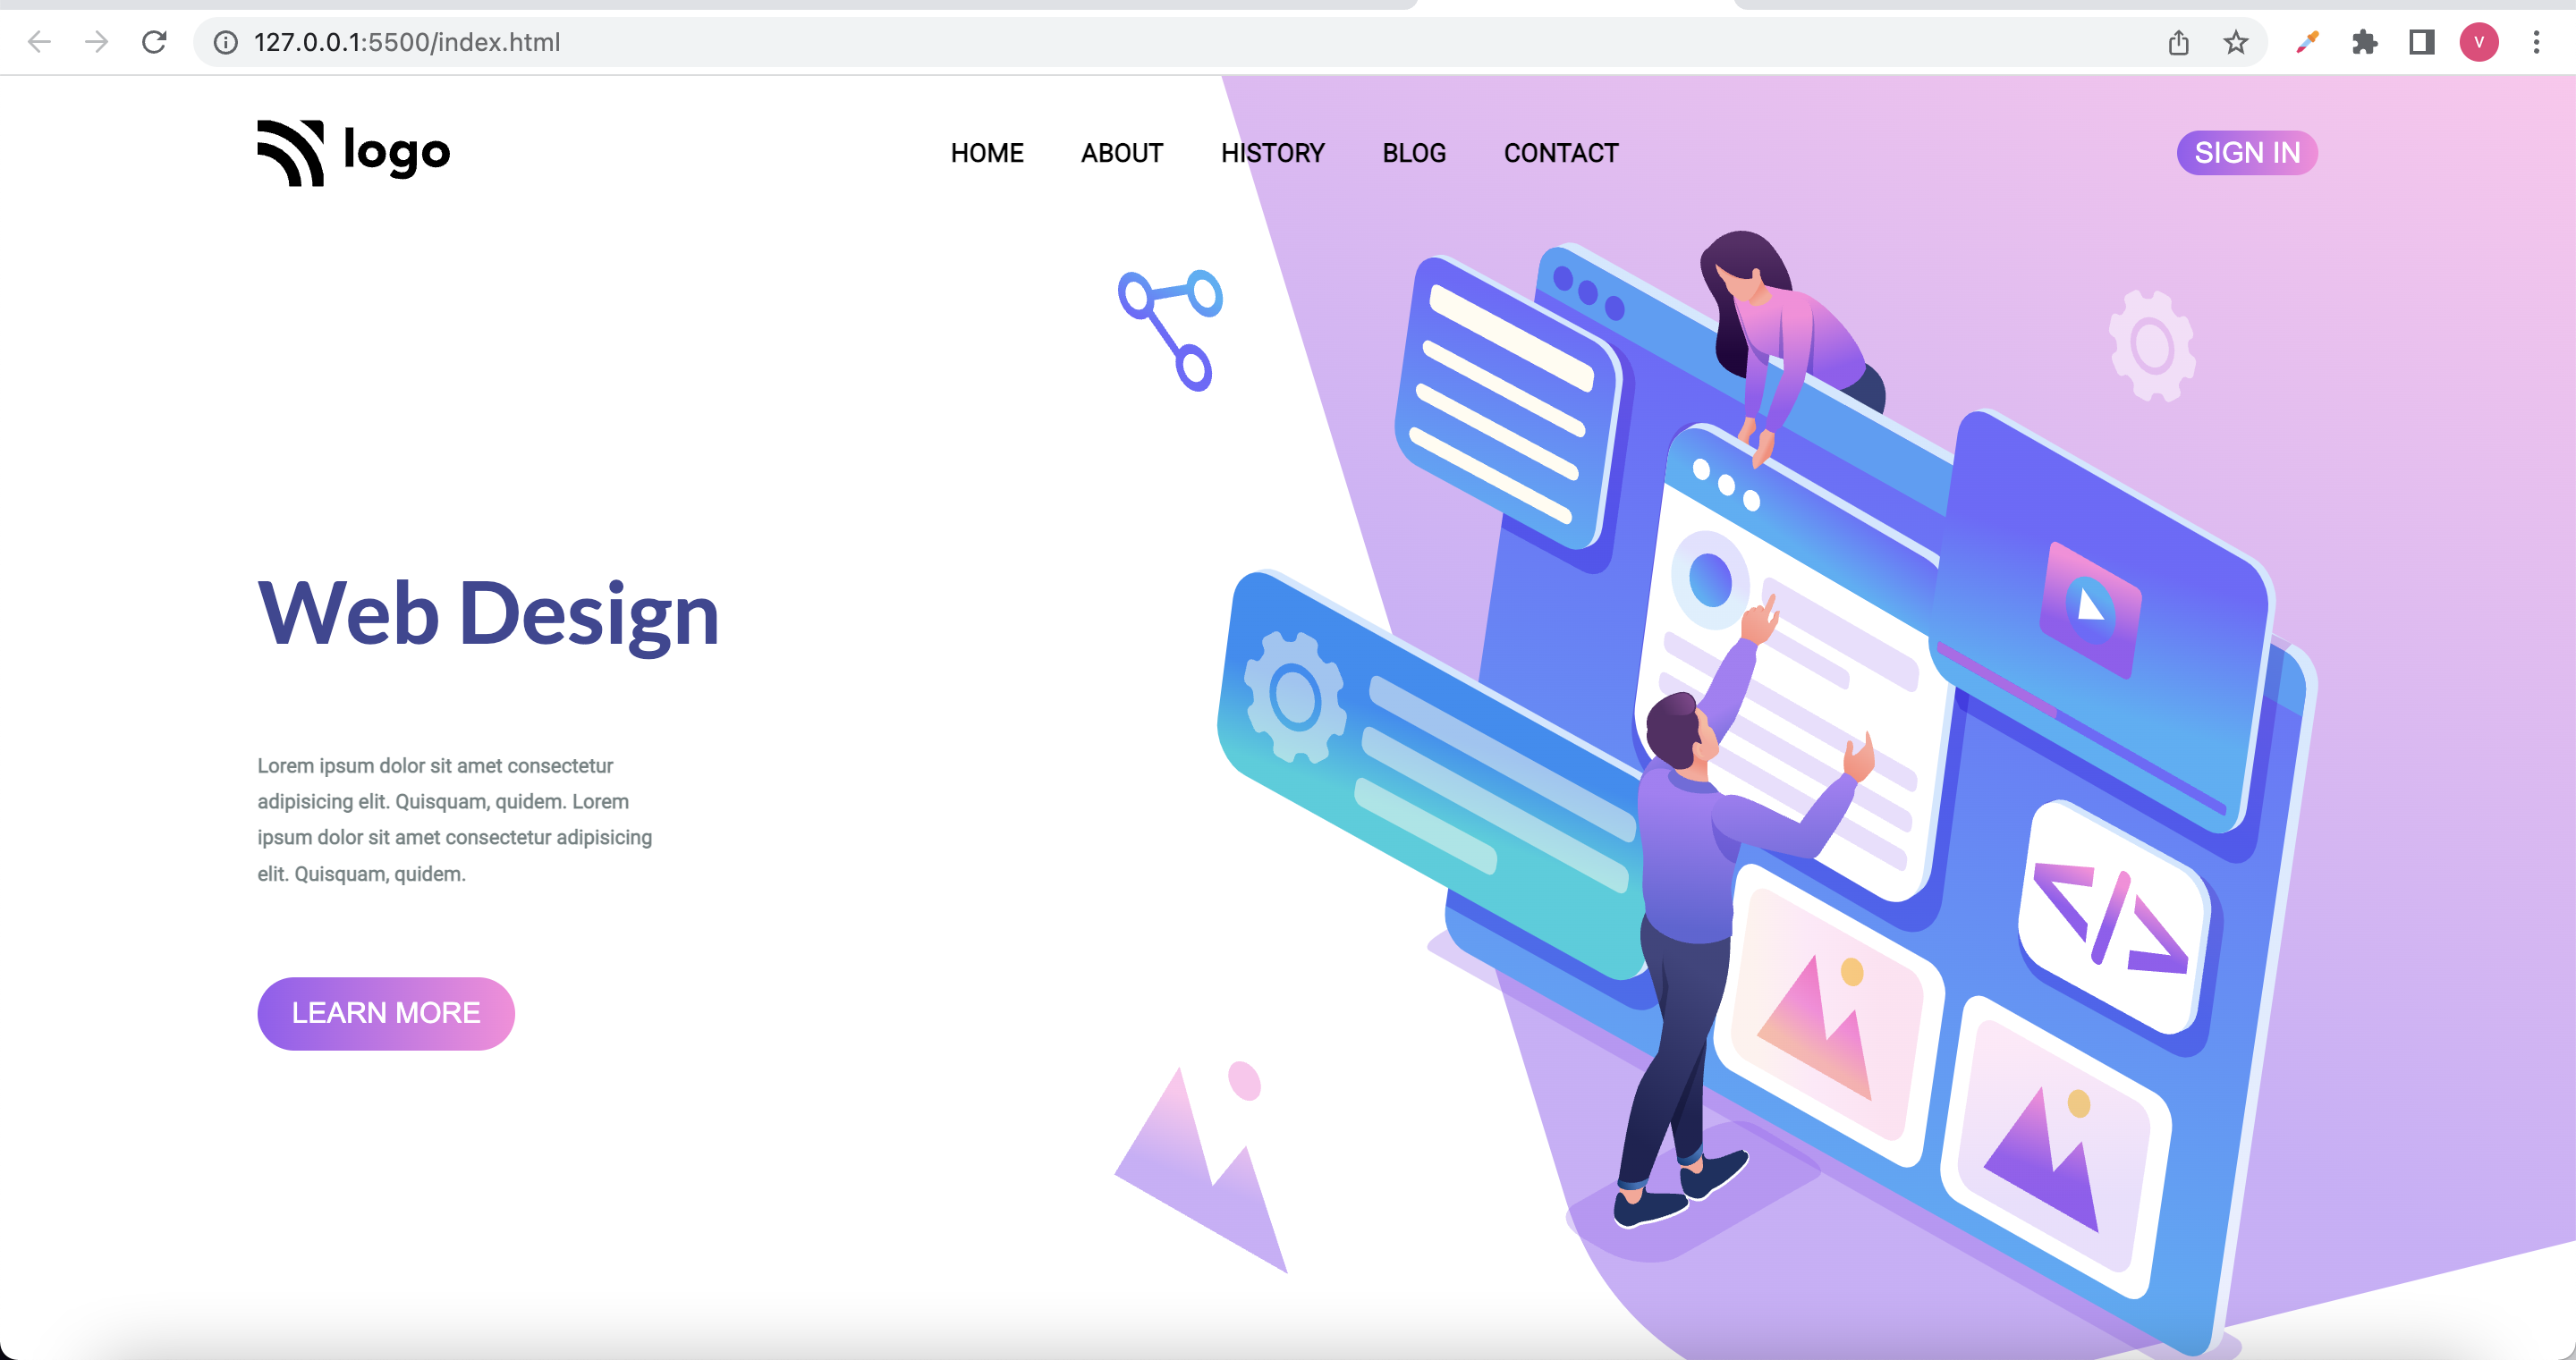 127.0.0.1:5500/index.html
V
logo
HOME ABOUT HISTORY BLOG CONTACT
SIGN IN
Web Design
Lorem ipsum dolor sit amet consectetur
adipisicing elit. Quisquam, quidem. Lorem
ipsum dolor sit amet consectetur adipisicing
elit. Quisquam, quidem.
LEARN MORE
</>